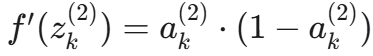 f′(z_k^{(2)}) = a_k^{(2)} · (1 − a_k^{(2)})